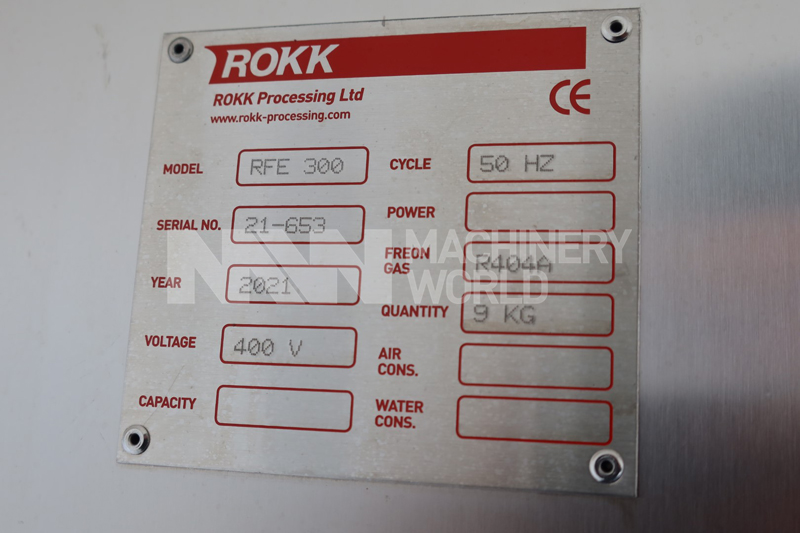 ROKK
ROKK Processing Ltd
www.rokk-processing.com
CE
MODEL RFE 300
SERIAL NO. 21-653
YEAR 2021
VOLTAGE 400 V
CAPACITY
CYCLE 50 HZ
POWER
FREON
GAS R404A
QUANTITY 9 KG
AIR
CONS.
WATER
CONS.
MACHINERY
WORLD